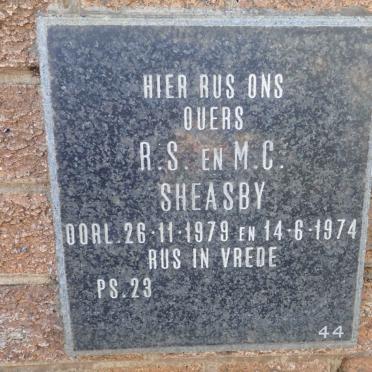 HIER RUS ONS
OUERS
R.S. EN M.C.
SHEASBY
OORL.26-11-1979 EN 14-6-1974
RUS IN VREDE
PS.23
44